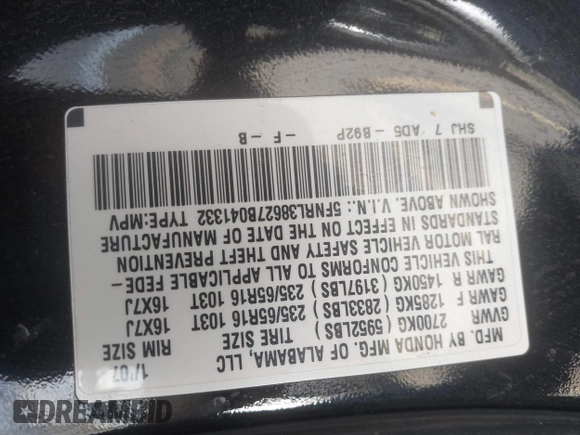 MFD. BY HONDA MFG. OF ALABAMA, LLC 1/'07
GVWR TIRE SIZE RIM SIZE
2700KG ( 5952LBS)
GAWR F 1285KG ( 2833LBS) 235/65R16 103T 16X7J
GAWR R 1450KG ( 3197LBS) 235/65R16 103T 16X7J
THIS VEHICLE CONFORMS TO ALL APPLICABLE FEDE-
RAL MOTOR VEHICLE SAFETY AND THEFT PREVENTION
STANDARDS IN EFFECT ON THE DATE OF MANUFACTURE
SHOWN ABOVE. V.I.N.: 5FNRL38627B041332 TYPE:MPV
SHJ 7 AD5 -B92P -F-B
DREAMBID